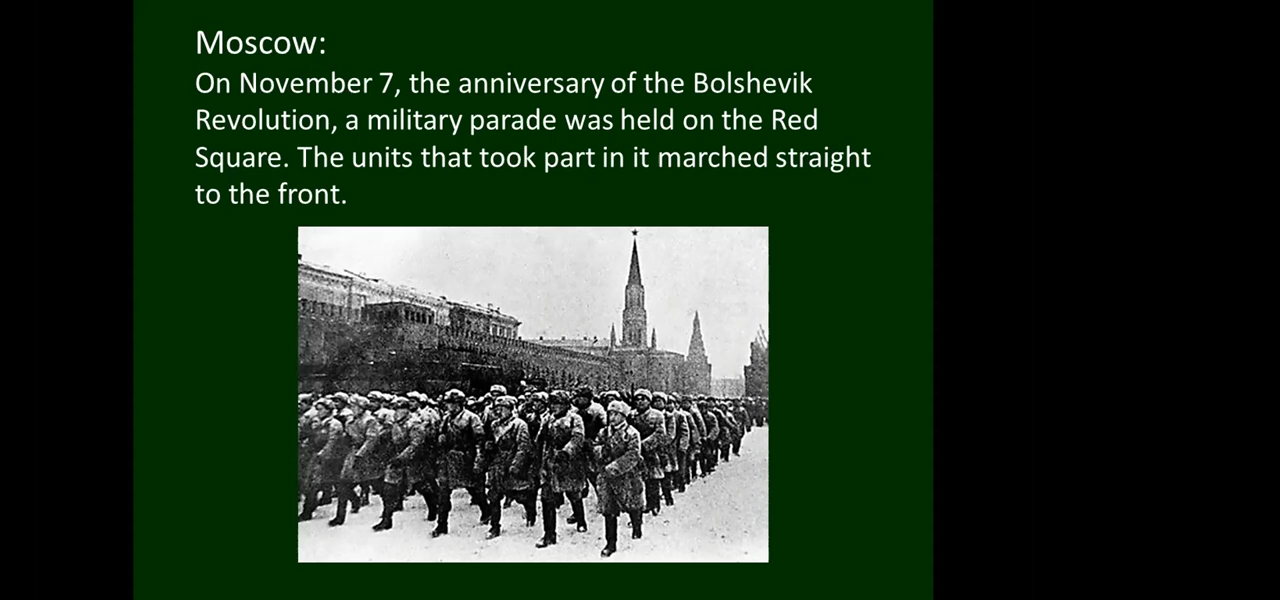 Moscow:
On November 7, the anniversary of the Bolshevik
Revolution, a military parade was held on the Red
Square. The units that took part in it marched straight
to the front.